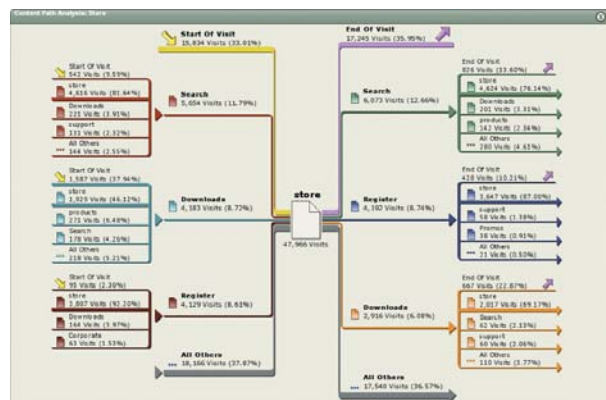 Content Path Analysis: Store
Start Of Visit
15,834 Visits (33.01%)
End Of Visit
17,245 Visits (35.95%)
Start Of Visit
542 Visits (9.59%)
store
4,616 Visits (81.64%)
Downloads
221 Visits (3.91%)
support
131 Visits (2.32%)
All Others
144 Visits (2.55%)
Search
5,654 Visits (11.79%)
Start Of Visit
1,587 Visits (37.94%)
store
1,929 Visits (46.12%)
products
271 Visits (6.48%)
Search
178 Visits (4.26%)
All Others
218 Visits (5.21%)
Downloads
4,183 Visits (8.72%)
Start Of Visit
95 Visits (2.30%)
store
3,807 Visits (92.20%)
Downloads
164 Visits (3.97%)
Corporate
63 Visits (1.53%)
Register
4,129 Visits (8.61%)
All Others
18,166 Visits (37.87%)
store
47,966 Visits
Search
6,073 Visits (12.66%)
End Of Visit
826 Visits (13.60%)
store
4,624 Visits (76.14%)
Downloads
201 Visits (3.31%)
products
142 Visits (2.34%)
All Others
280 Visits (4.61%)
Register
4,192 Visits (8.74%)
End Of Visit
428 Visits (10.21%)
store
3,647 Visits (87.00%)
support
58 Visits (1.38%)
Promos
38 Visits (0.91%)
All Others
21 Visits (0.50%)
Downloads
2,916 Visits (6.08%)
End Of Visit
667 Visits (22.87%)
store
2,017 Visits (69.17%)
Search
62 Visits (2.13%)
support
60 Visits (2.06%)
All Others
110 Visits (3.77%)
All Others
17,540 Visits (36.57%)